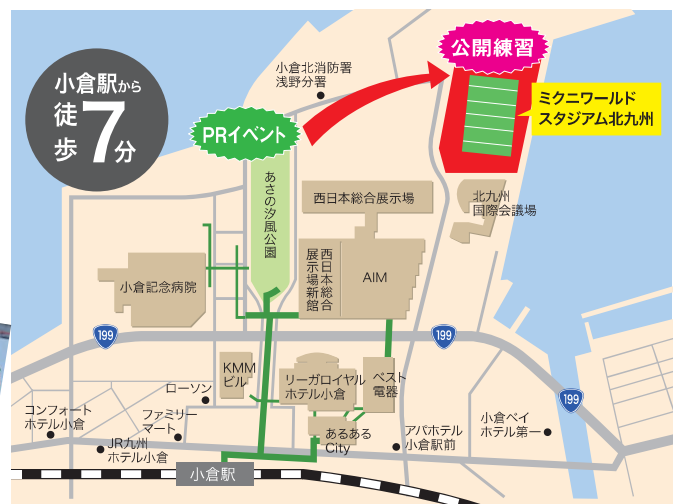 小倉駅から
徒歩
7分
公開練習
小倉北消防署
浅野分署
PRイベント
ミクニワールド
スタジアム北九州
あさの汐風公園
西日本総合展示場
北九州
国際会議場
西日本総合
展示場新館
AIM
小倉記念病院
199
199
199
KMM
ビル
リーガロイヤル
ホテル小倉
ベスト
電器
ローソン
コンフォート
ホテル小倉
ファミリー
マート
JR九州
ホテル小倉
あるある
City
アパホテル
小倉駅前
小倉ベイ
ホテル第一
小倉駅